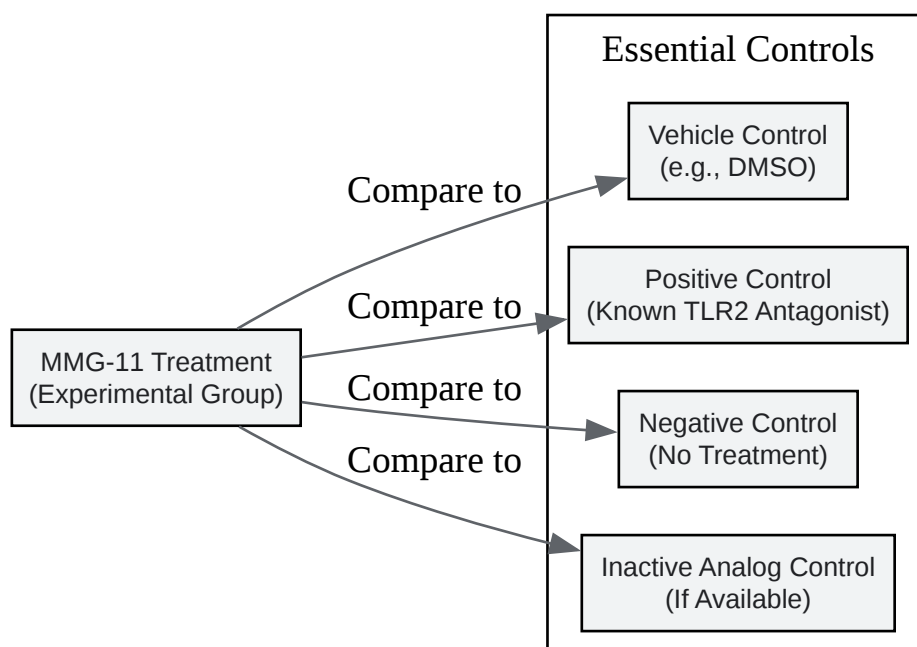 Essential Controls
Vehicle Control
(e.g., DMSO)
Compare to
Positive Control
(Known TLR2 Antagonist)
Compare to
MMG-11 Treatment
(Experimental Group)
Compare to
Negative Control
(No Treatment)
Compare to
Inactive Analog Control
(If Available)